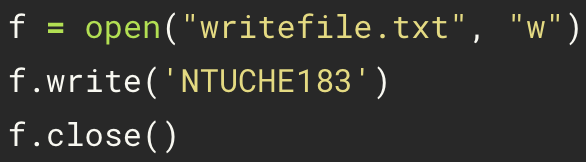 f = open("writefile.txt", "w")
f.write('NTUCHE183')
f.close()